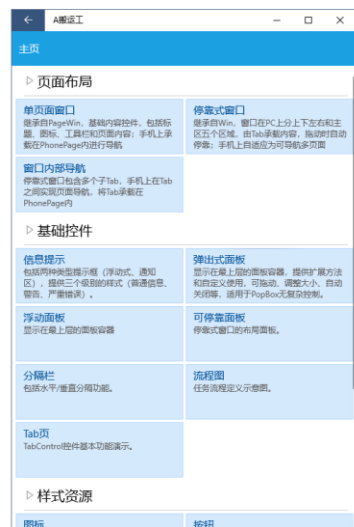 A搬运工
主页
页面布局
单页面窗口
继承自PageWin，基础内容控件，包括标
题、图标、工具栏和页面内容；手机上承
载在PhonePage内进行导航
停靠式窗口
继承自Win，窗口在PC上分上下左右和主
区五个区域，由Tab承载内容，拖动时自动
停靠；手机上自适应为可导航多页面
窗口内部导航
停靠式窗口包含多个子Tab，手机上在Tab
之间实现页面导航，将Tab承载在
PhonePage内
基础控件
信息提示
包括两种类型提示框（浮动式、通知
区），提供三个级别的样式（普通信息、
警告、严重错误）。
弹出式面板
显示在最上层的面板容器，提供扩展方法
和自定义使用，可拖动、调整大小、自动
关闭等，适用于PopBox无复杂控制。
浮动面板
显示在最上层的面板容器
可停靠面板
停靠式窗口的布局面板。
分隔栏
包括水平/垂直分隔功能。
流程图
任务流程定义示意图。
Tab页
TabControl控件基本功能演示。
样式资源
图标
按钮